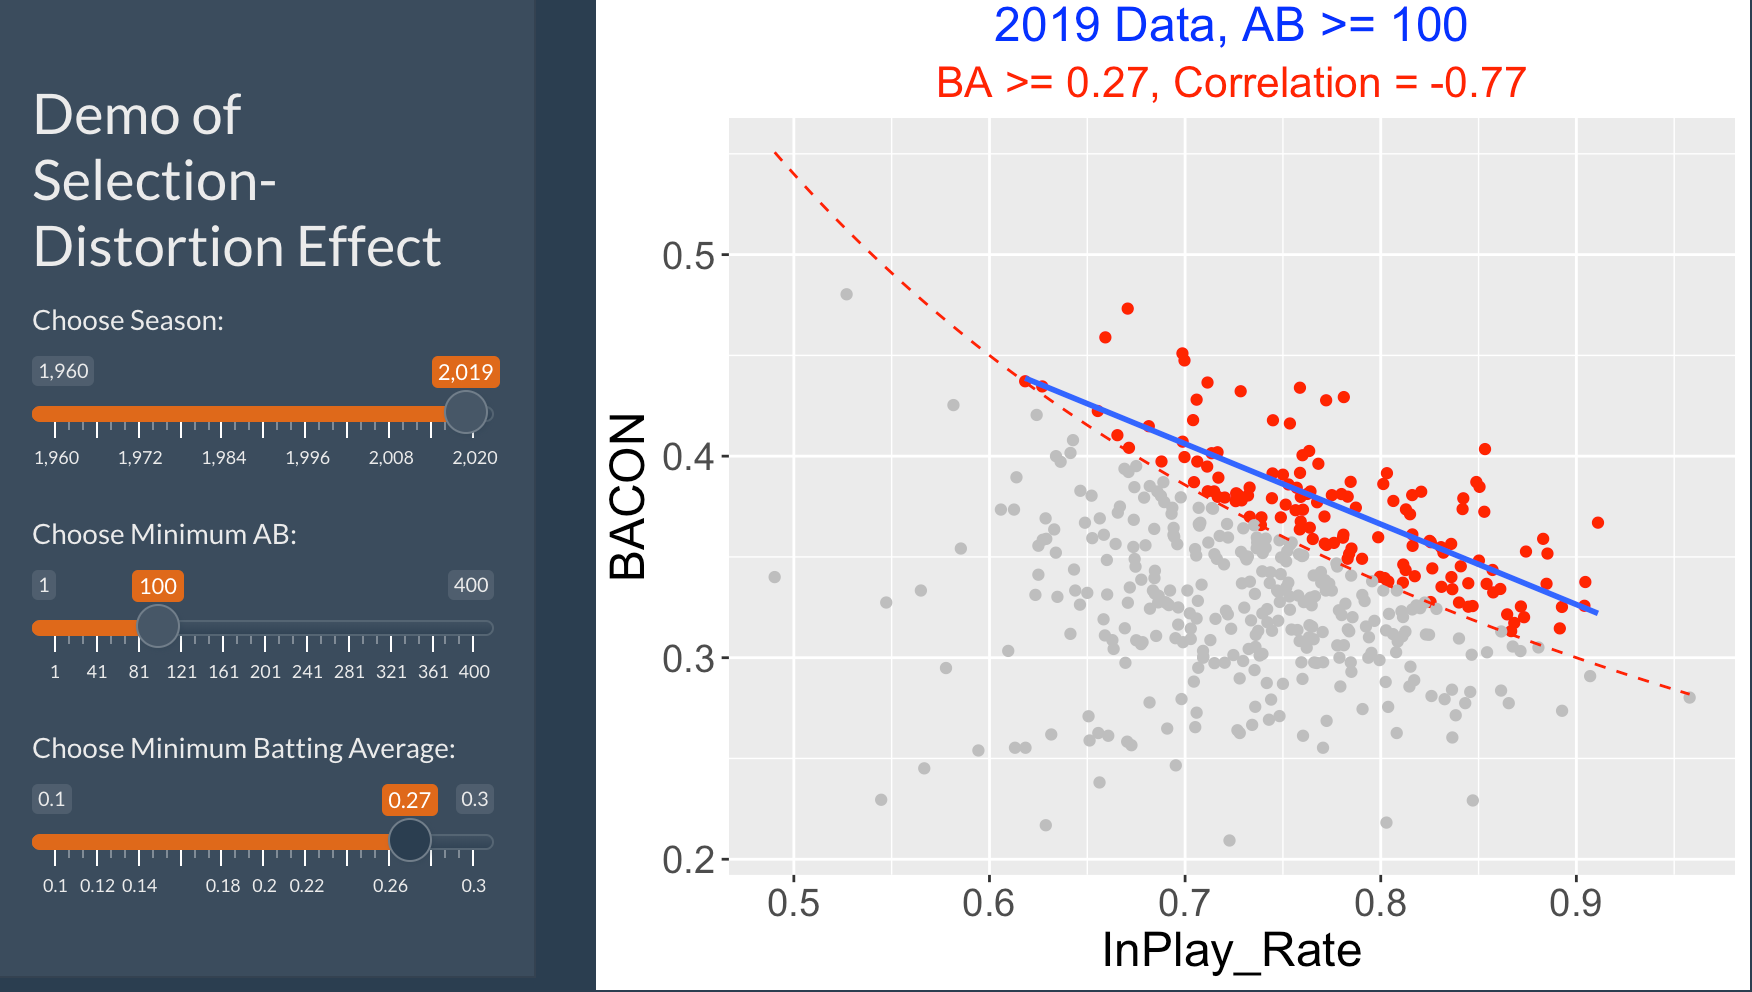 Demo of
Selection-
Distortion Effect
Choose Season:
1,960 2,019
1,960 1,972 1,984 1,996 2,008 2,020
Choose Minimum AB:
1 100 400
1 41 81 121 161 201 241 281 321 361 400
Choose Minimum Batting Average:
0.1 0.27 0.3
0.1 0.12 0.14 0.18 0.2 0.22 0.26 0.3
2019 Data, AB >= 100
BA >= 0.27, Correlation = -0.77
BACON
0.5
0.4
0.3
0.2
0.5 0.6 0.7 0.8 0.9
InPlay_Rate